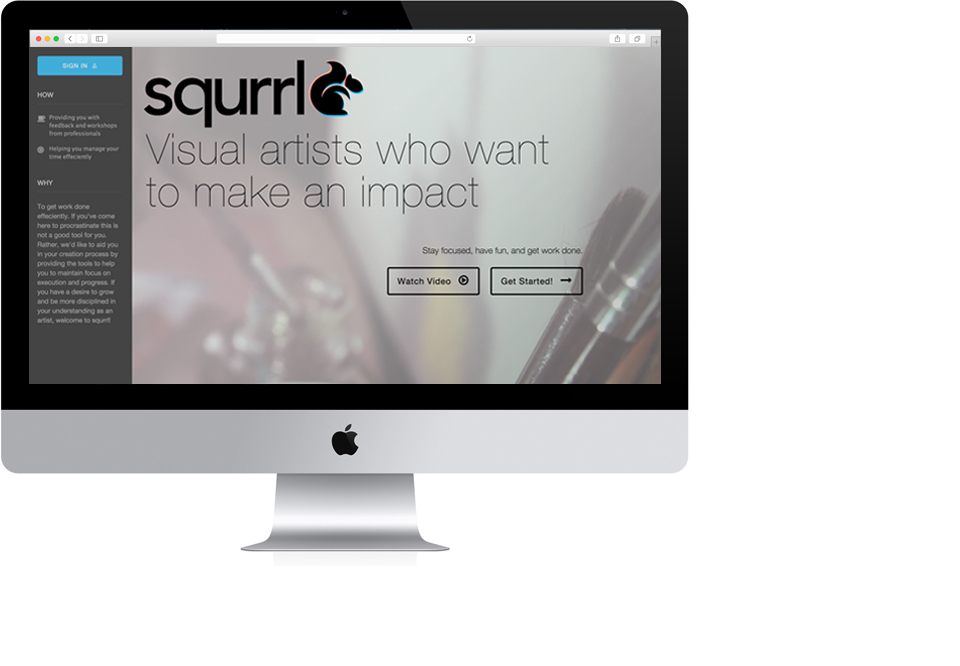 SIGN IN
HOW
Providing you with
feedback and workshops
from professionals
Helping you manage your
time effeciently
WHY
To get work done
effeciently. If you've come
here to procrastinate this is
not a good tool for you.
Rather, we'd like to aid you
in your creation process by
providing the tools to help
you to maintain focus on
execution and progress. If
you have a desire to grow
and be more disciplined in
your understanding as an
artist, welcome to squrrl!
squrrl
Visual artists who want
to make an impact
Stay focused, have fun, and get work done.
Watch Video
Get Started!